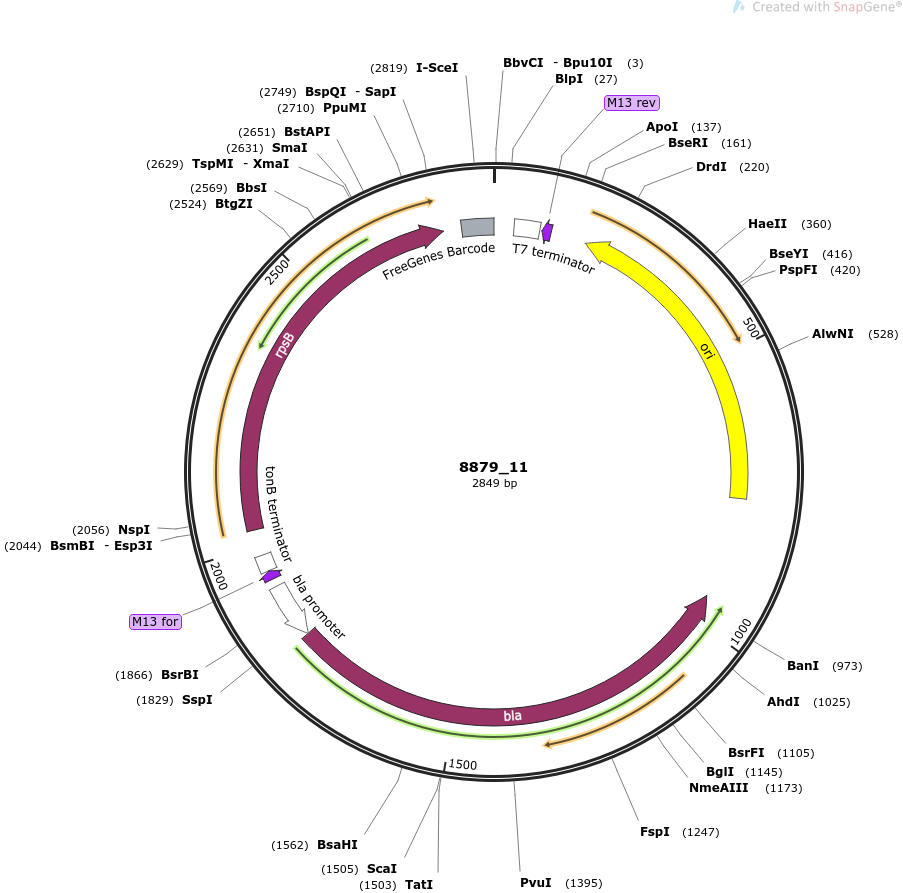 Created with SnapGene®
(2819) I-SceI
BbvCI - Bpu10I (3)
BlpI (27)
(2749) BspQI - SapI
(2710) PpuMI
M13 rev
(2651) BstAPI
ApoI (137)
(2631) SmaI
BseRI (161)
(2629) TspMI - XmaI
DrdI (220)
(2569) BbsI
(2524) BtgZI
HaeII (360)
BseYI (416)
PspFI (420)
AlwNI (528)
FreeGenes Barcode
T7 terminator
2500
500
rpsB
ori
8879_11
2849 bp
tonB terminator
(2056) NspI
(2044) BsmBI - Esp3I
2000
bla promoter
M13 for
1000
BanI (973)
(1866) BsrBI
(1829) SspI
AhdI (1025)
bla
BsrFI (1105)
1500
BglI (1145)
NmeAIII (1173)
FspI (1247)
(1562) BsaHI
(1505) ScaI
(1503) TatI
PvuI (1395)